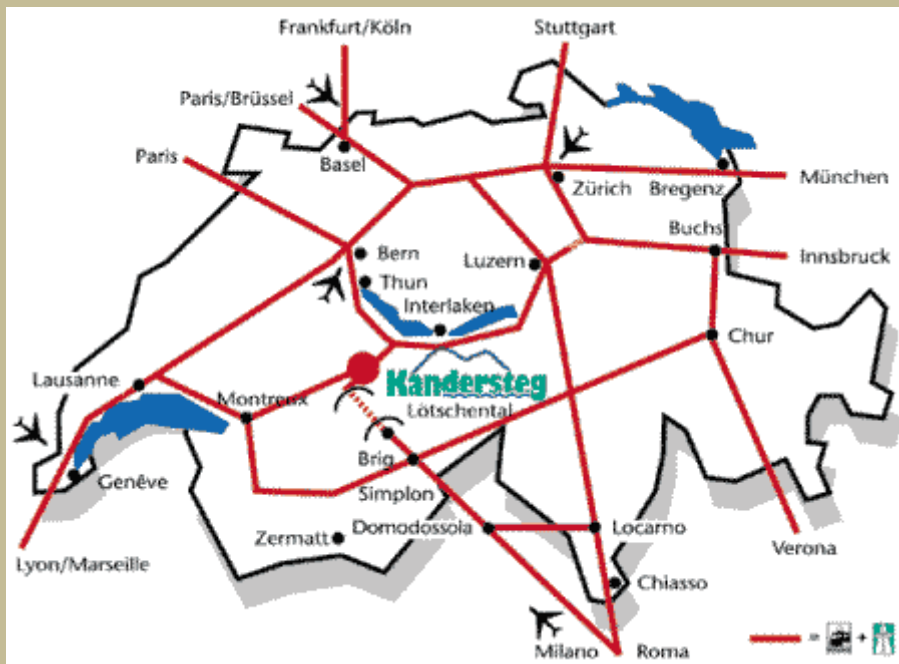 Frankfurt/Köln
Stuttgart
Paris/Brüssel
Paris
Basel
Zürich
Bregenz
München
Buchs
Bern
Luzern
Innsbruck
Thun
Interlaken
Chur
Lausanne
Kandersteg
Montreux
Lötschental
Brig
Genêve
Simplon
Zermatt
Domodossola
Locarno
Lyon/Marseille
Verona
Chiasso
Milano
Roma
= +